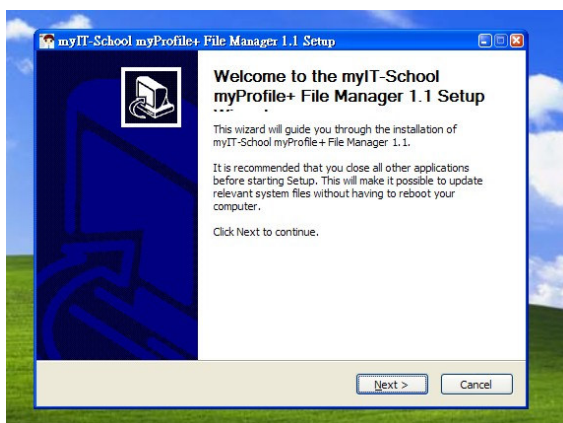 myIT-School myProfile+ File Manager 1.1 Setup
Welcome to the myIT-School
myProfile+ File Manager 1.1 Setup
This wizard will guide you through the installation of
myIT-School myProfile+ File Manager 1.1.
It is recommended that you close all other applications
before starting Setup. This will make it possible to update
relevant system files without having to reboot your
computer.
Click Next to continue.
Next >
Cancel